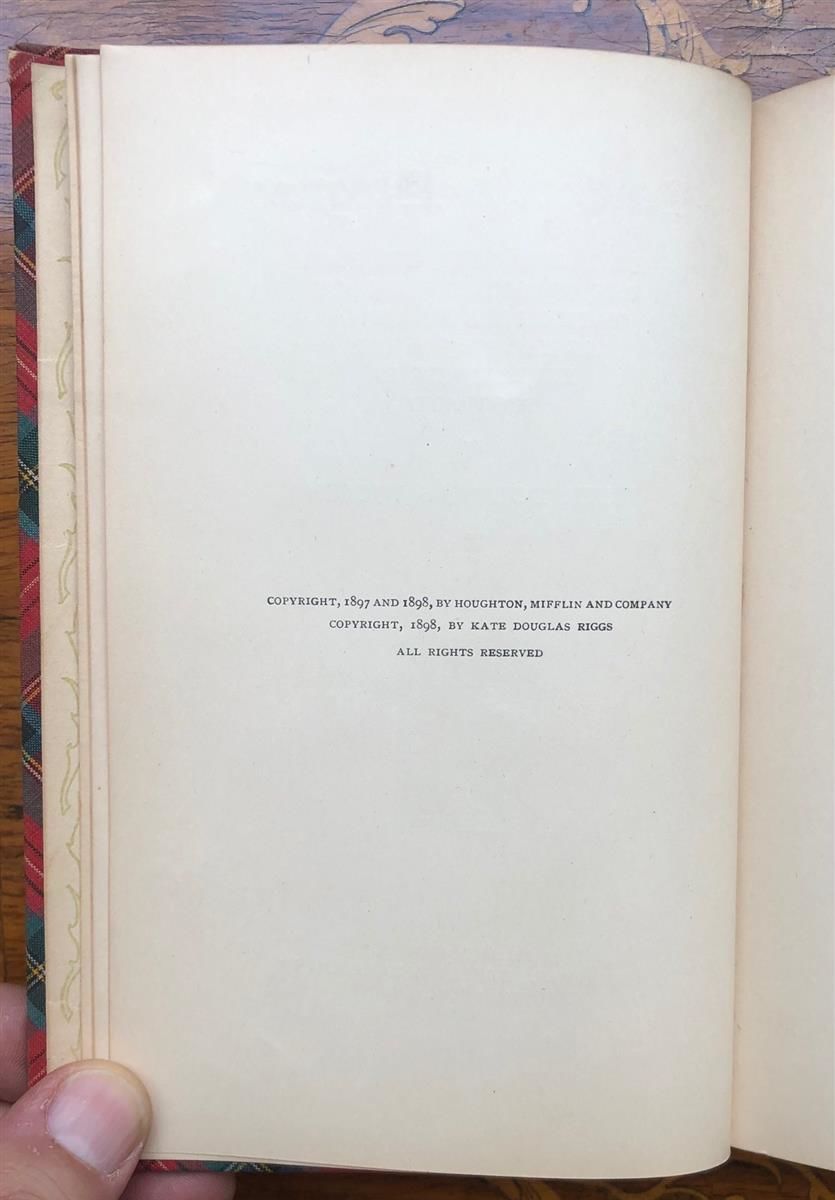 COPYRIGHT, 1897 AND 1898, BY HOUGHTON, MIFFLIN AND COMPANY
COPYRIGHT, 1898, BY KATE DOUGLAS RIGGS
ALL RIGHTS RESERVED